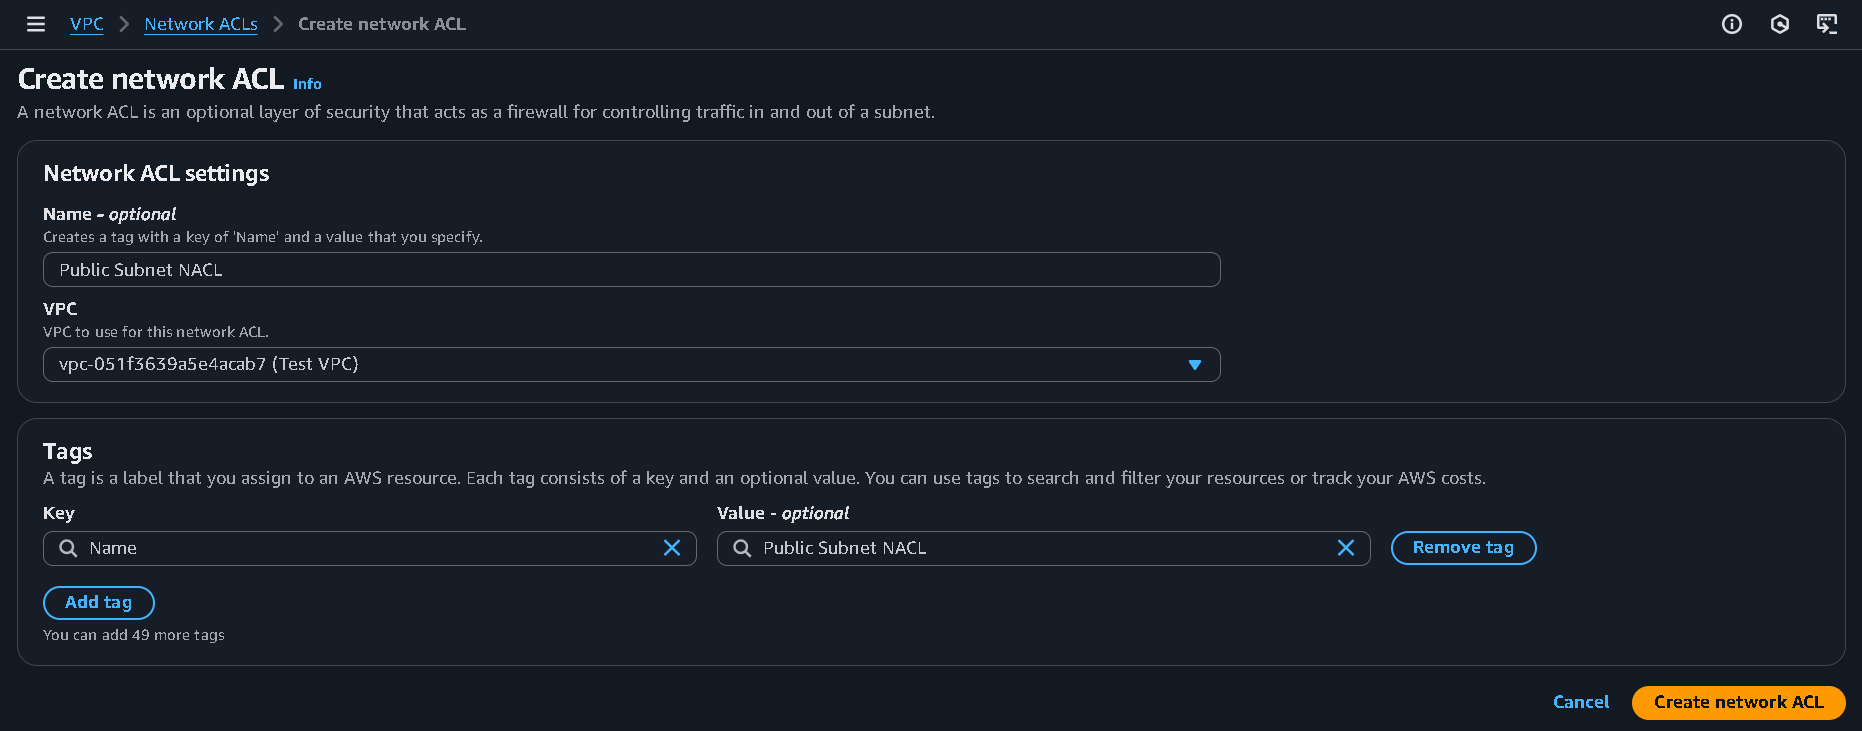 VPC > Network ACLs > Create network ACL
Create network ACL Info
A network ACL is an optional layer of security that acts as a firewall for controlling traffic in and out of a subnet.
Network ACL settings
Name - optional
Creates a tag with a key of 'Name' and a value that you specify.
Public Subnet NACL
VPC
VPC to use for this network ACL.
vpc-051f3639a5e4acab7 (Test VPC)
Tags
A tag is a label that you assign to an AWS resource. Each tag consists of a key and an optional value. You can use tags to search and filter your resources or track your AWS costs.
Key Value - optional
Name Public Subnet NACL Remove tag
Add tag
You can add 49 more tags
Cancel Create network ACL